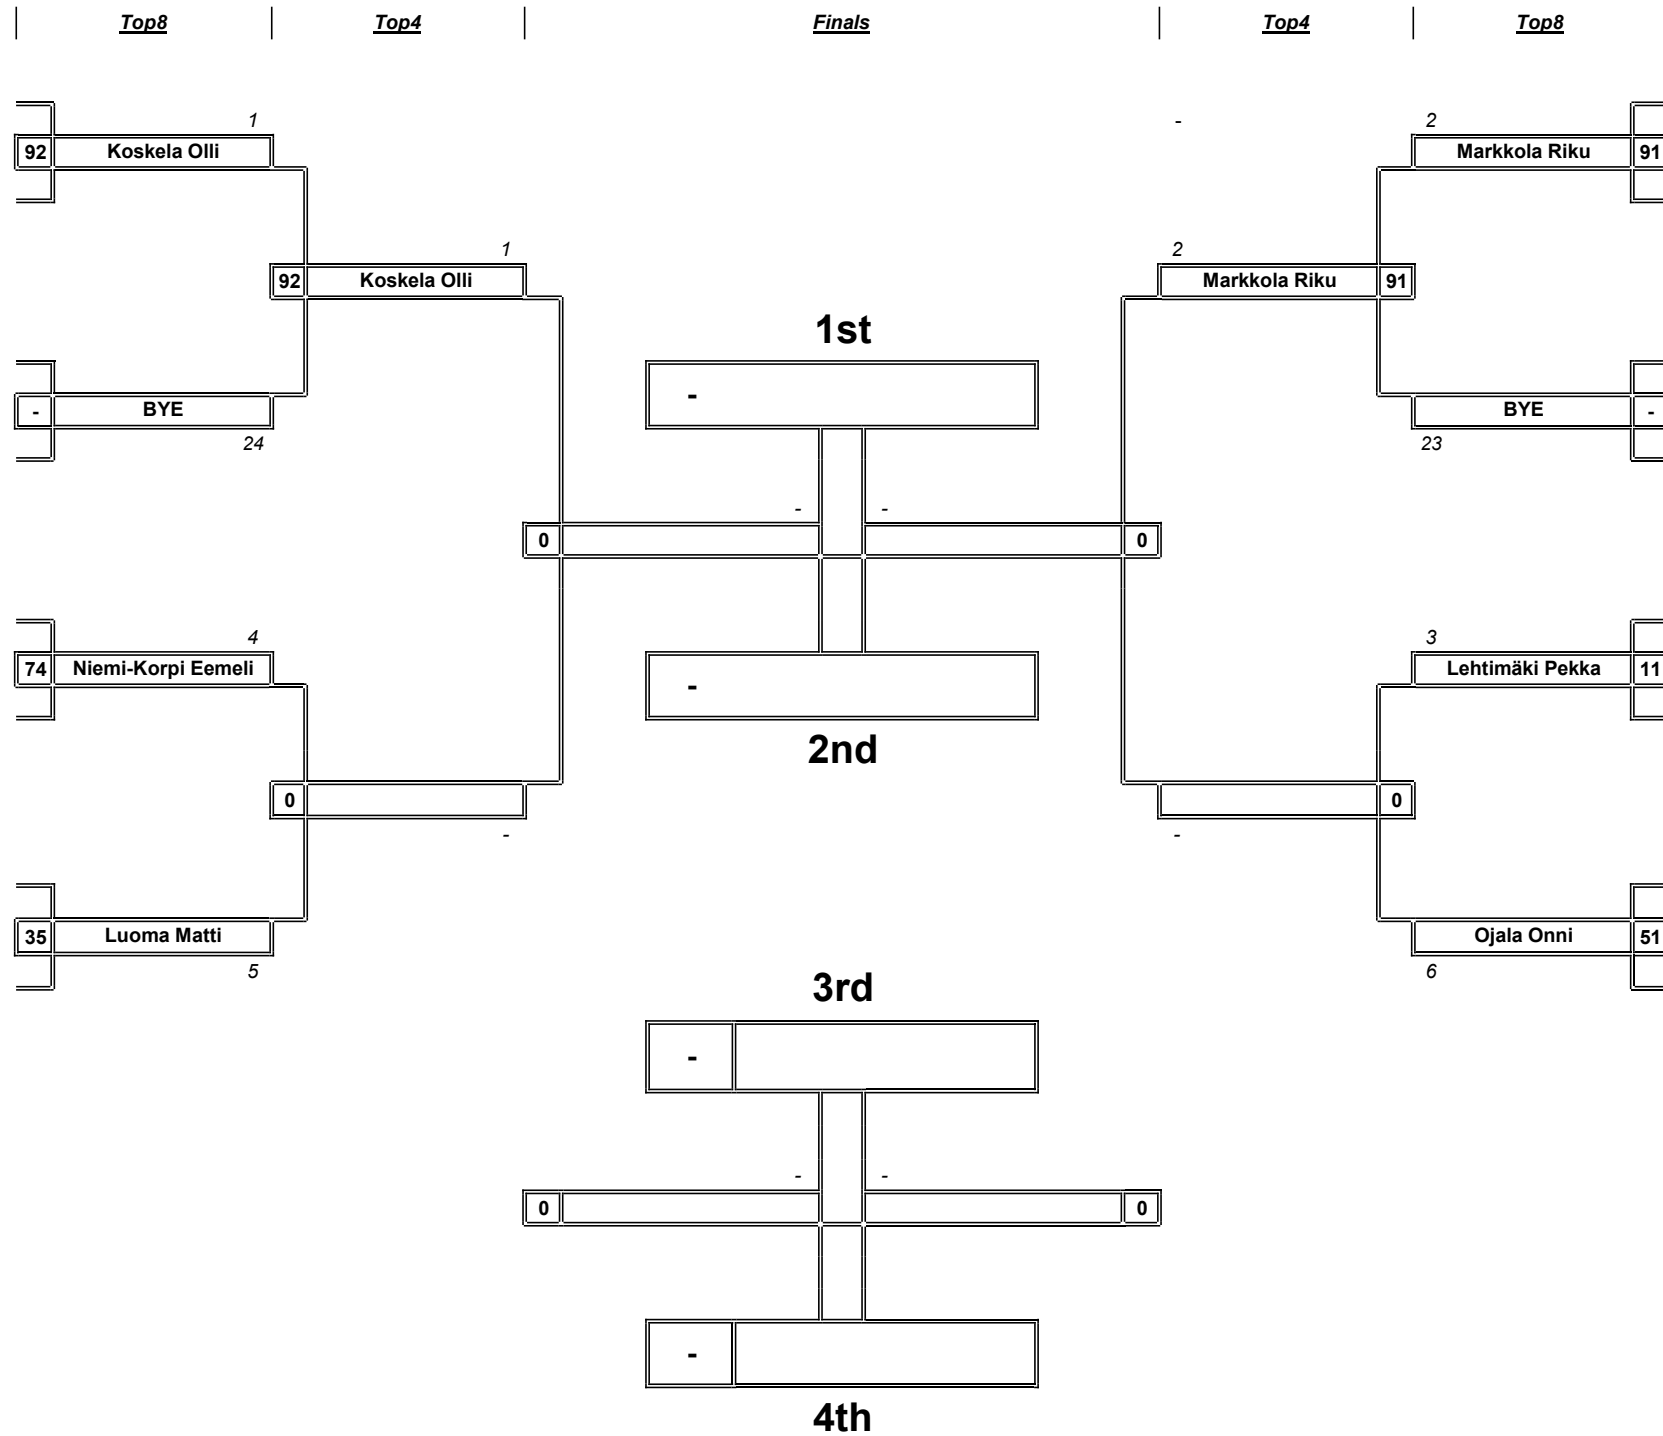 Top8 Top4 Finals Top4 Top8
1 - 2
92 Koskela Olli Markkola Riku 91
1 2
92 Koskela Olli Markkola Riku 91
1st
-
- BYE BYE -
24 23
- -
0 0
4 3
74 Niemi-Korpi Eemeli Lehtimäki Pekka 11
-
2nd
0 0
- -
35 Luoma Matti Ojala Onni 51
5 6
3rd
-
- -
0 0
-
4th